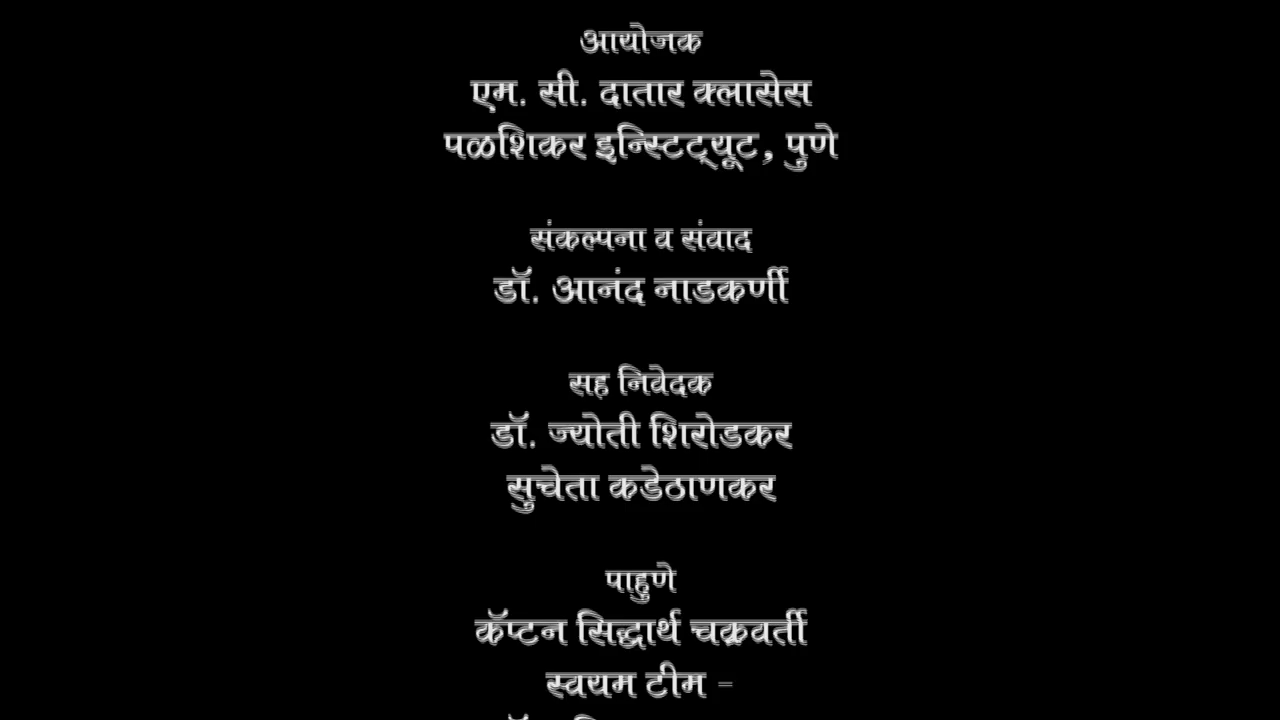 आयोजक
एम. सी. दातार क्लासेस
पळशिकर इन्स्टिट्यूट, पुणे
संकल्पना व संवाद
डॉ. आनंद नाडकर्णी
सह निवेदक
डॉ. ज्योती शिरोडकर
सुचेता कडेठाणकर
पाहुणे
कॅप्टन सिद्धार्थ चक्रवर्ती
स्वयम टीम -